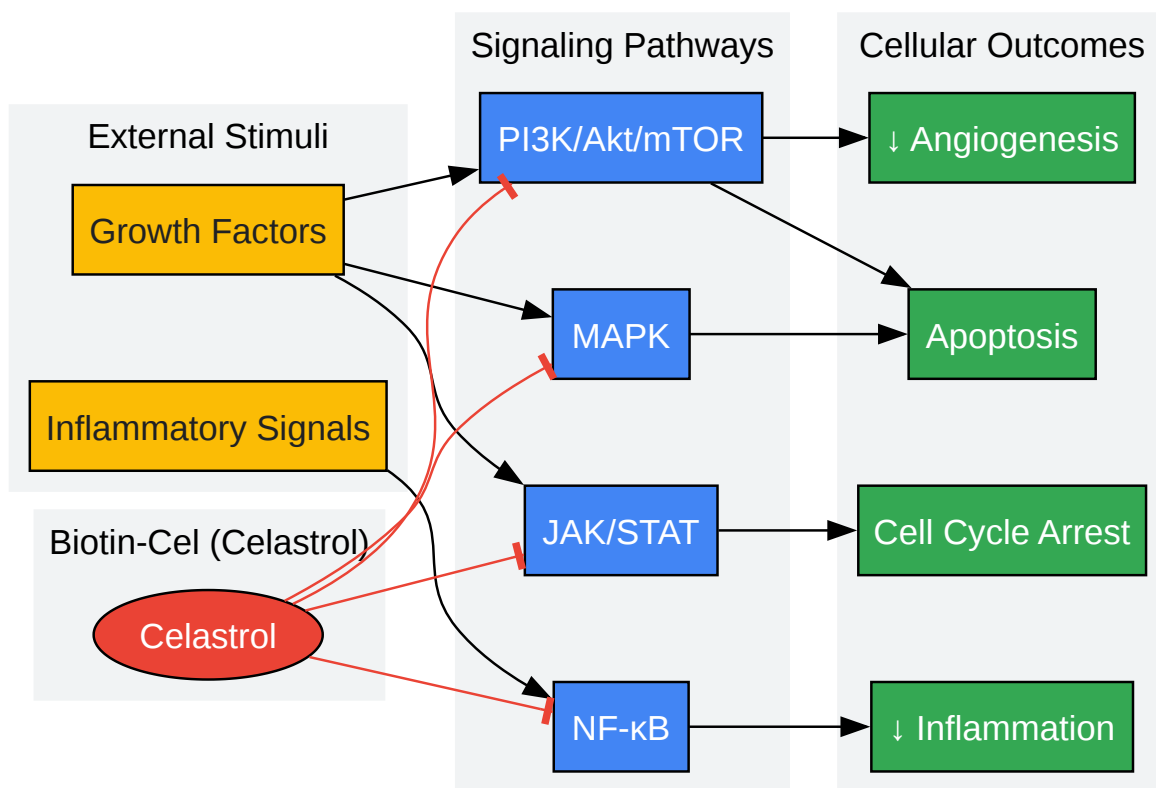 Signaling Pathways
Cellular Outcomes
PI3K/Akt/mTOR
↓ Angiogenesis
External Stimuli
Growth Factors
MAPK
Apoptosis
Inflammatory Signals
JAK/STAT
Cell Cycle Arrest
Biotin-Cel (Celastrol)
Celastrol
NF-κB
↓ Inflammation